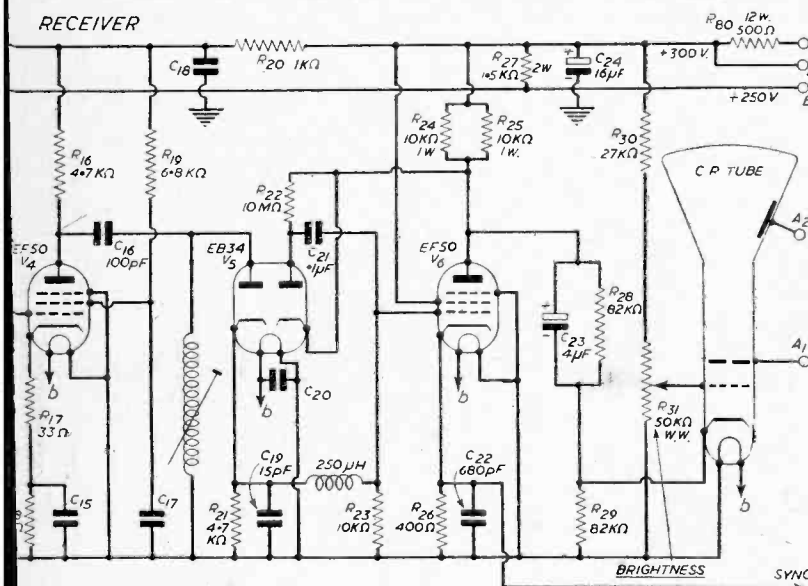 RECEIVER
C18
R20 1KΩ
R27
1•5KΩ
2W
C24
16μF
+
-
R80
12W.
500Ω
+300V.
+250V
R16
4•7KΩ
R19
6•8KΩ
R24
10KΩ
1W
R25
10KΩ
1W.
R30
27KΩ
C R TUBE
R22
10MΩ
A2
EF50
V4
C16
100pF
EB34
V5
C21
•1μF
EF50
V6
+
-
C23
4μF
R28
82KΩ
A1
b
C20
b
b
R31
50KΩ
W.W.
b
R17
33Ω
C15
C17
C19
15pF
250μH
C22
680pF
R21
4•7
KΩ
R23
10KΩ
R26
400Ω
R29
82KΩ
BRIGHTNESS
SYNC